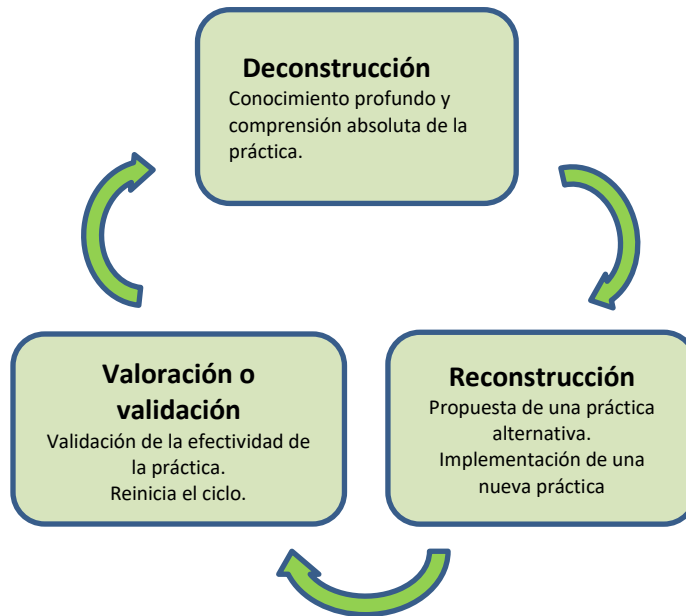 Deconstrucción
Conocimiento profundo y
comprensión absoluta de la
práctica.
Valoración o
validación
Validación de la efectividad de
la práctica.
Reinicia el ciclo.
Reconstrucción
Propuesta de una práctica
alternativa.
Implementación de una
nueva práctica